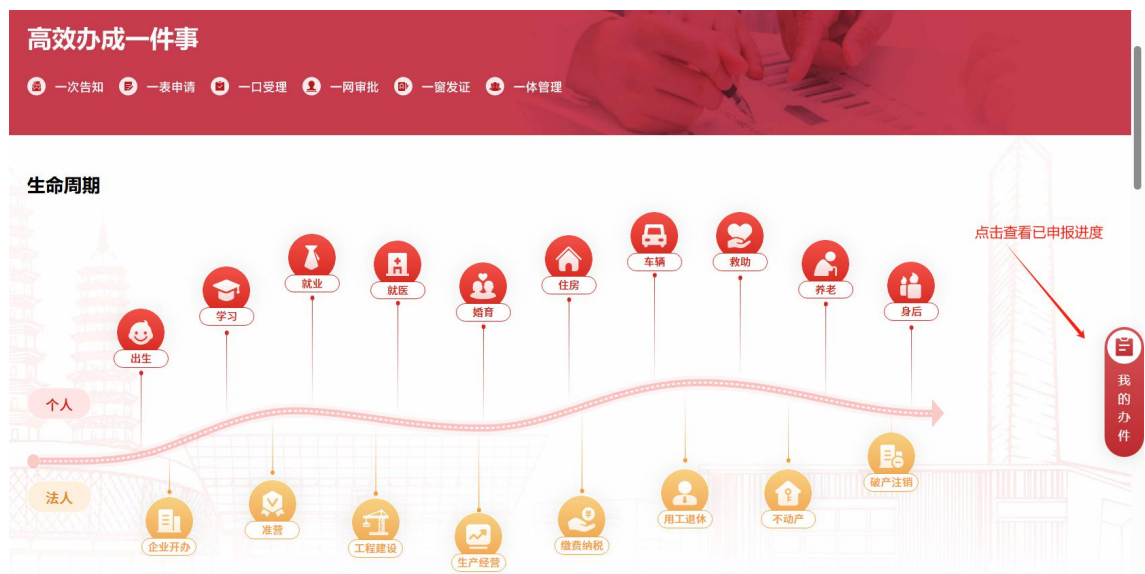 高效办成一件事
一次告知 一表申请 一口受理 一网审批 一窗发证 一体管理
生命周期
点击查看已申报进度
出生
学习
就业
就医
婚育
住房
车辆
救助
养老
身后
我的办件
个人
法人
企业开办
准营
工程建设
生产经营
缴费纳税
用工退休
不动产
破产注销